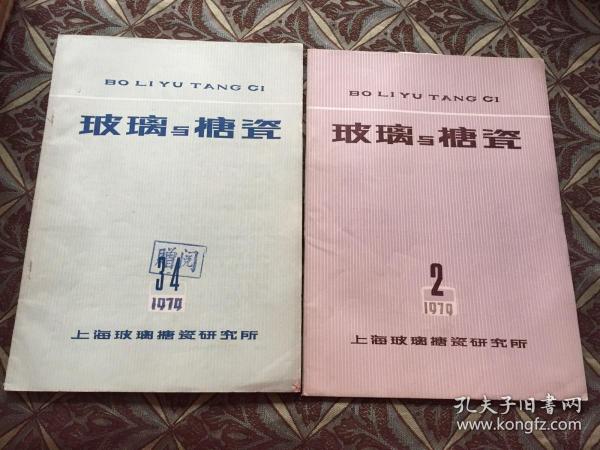 BO LI YU TANG CI
玻璃与搪瓷
赠阅
34
1979
上海玻璃搪瓷研究所
BO LI YU TANG CI
玻璃与搪瓷
2
1979
上海玻璃搪瓷研究所
孔夫子旧书网
www.kongfz.com